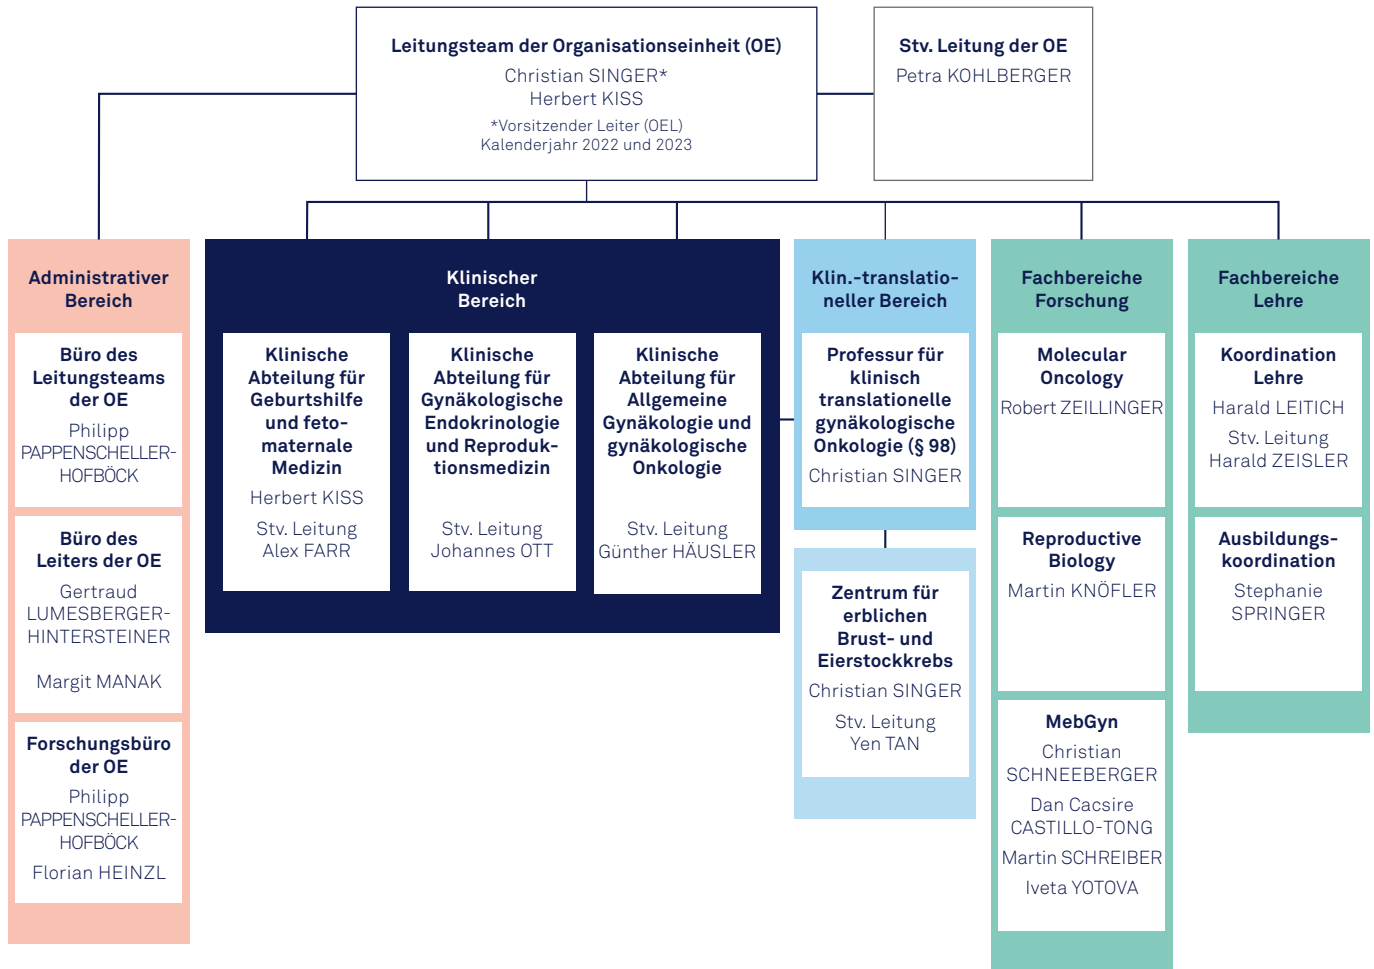 Leitungsteam der Organisationseinheit (OE)
Christian SINGER*
Herbert KISS
*Vorsitzender Leiter (OEL)
Kalenderjahr 2022 und 2023
Stv. Leitung der OE
Petra KOHLBERGER
Administrativer
Bereich
Büro des
Leitungsteams
der OE
Philipp
PAPPENSCHELLER-
HOFBÖCK
Büro des
Leiters der OE
Gertraud
LUMESBERGER-
HINTERSTEINER
Margit MANAK
Forschungsbüro
der OE
Philipp
PAPPENSCHELLER-
HOFBÖCK
Florian HEINZL
Klinischer
Bereich
Klinische
Abteilung für
Geburtshilfe
und feto-
maternale
Medizin
Herbert KISS
Stv. Leitung
Alex FARR
Klinische
Abteilung für
Gynäkologische
Endokrinologie
und Reproduk-
tionsmedizin
Stv. Leitung
Johannes OTT
Klinische
Abteilung für
Allgemeine
Gynäkologie und
gynäkologische
Onkologie
Stv. Leitung
Günther HÄUSLER
Klin.-translatio-
neller Bereich
Professur für
klinisch
translationelle
gynäkologische
Onkologie (§ 98)
Christian SINGER
Zentrum für
erblichen
Brust- und
Eierstockkrebs
Christian SINGER
Stv. Leitung
Yen TAN
Fachbereiche
Forschung
Molecular
Oncology
Robert ZEILLINGER
Reproductive
Biology
Martin KNÖFLER
MebGyn
Christian
SCHNEEBERGER
Dan Cacsire
CASTILLO-TONG
Martin SCHREIBER
Iveta YOTOVA
Fachbereiche
Lehre
Koordination
Lehre
Harald LEITICH
Stv. Leitung
Harald ZEISLER
Ausbildungs-
koordination
Stephanie
SPRINGER